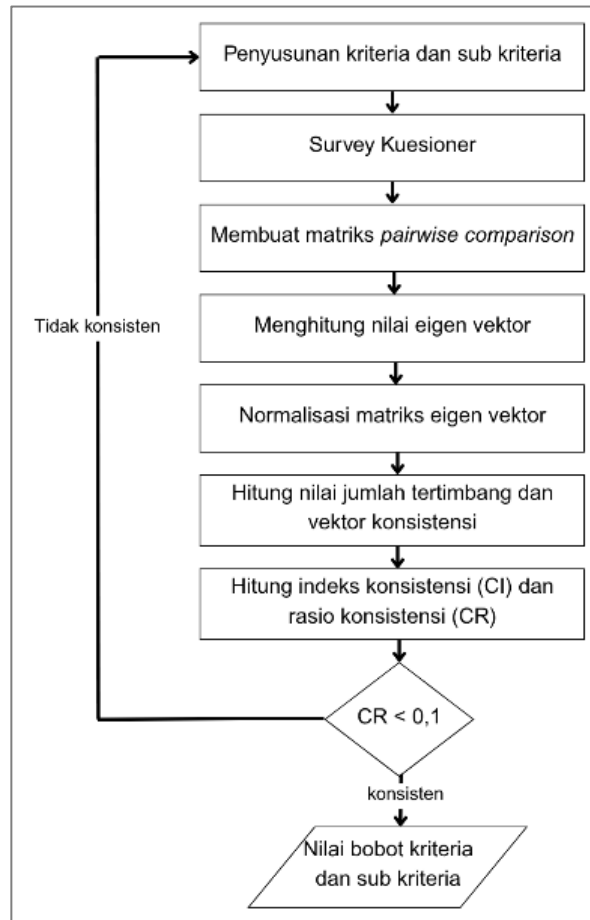 Penyusunan kriteria dan sub kriteria
Survey Kuesioner
Membuat matriks pairwise comparison
Tidak konsisten
Menghitung nilai eigen vektor
Normalisasi matriks eigen vektor
Hitung nilai jumlah tertimbang dan
vektor konsistensi
Hitung indeks konsistensi (CI) dan
rasio konsistensi (CR)
CR < 0,1
konsisten
Nilai bobot kriteria
dan sub kriteria